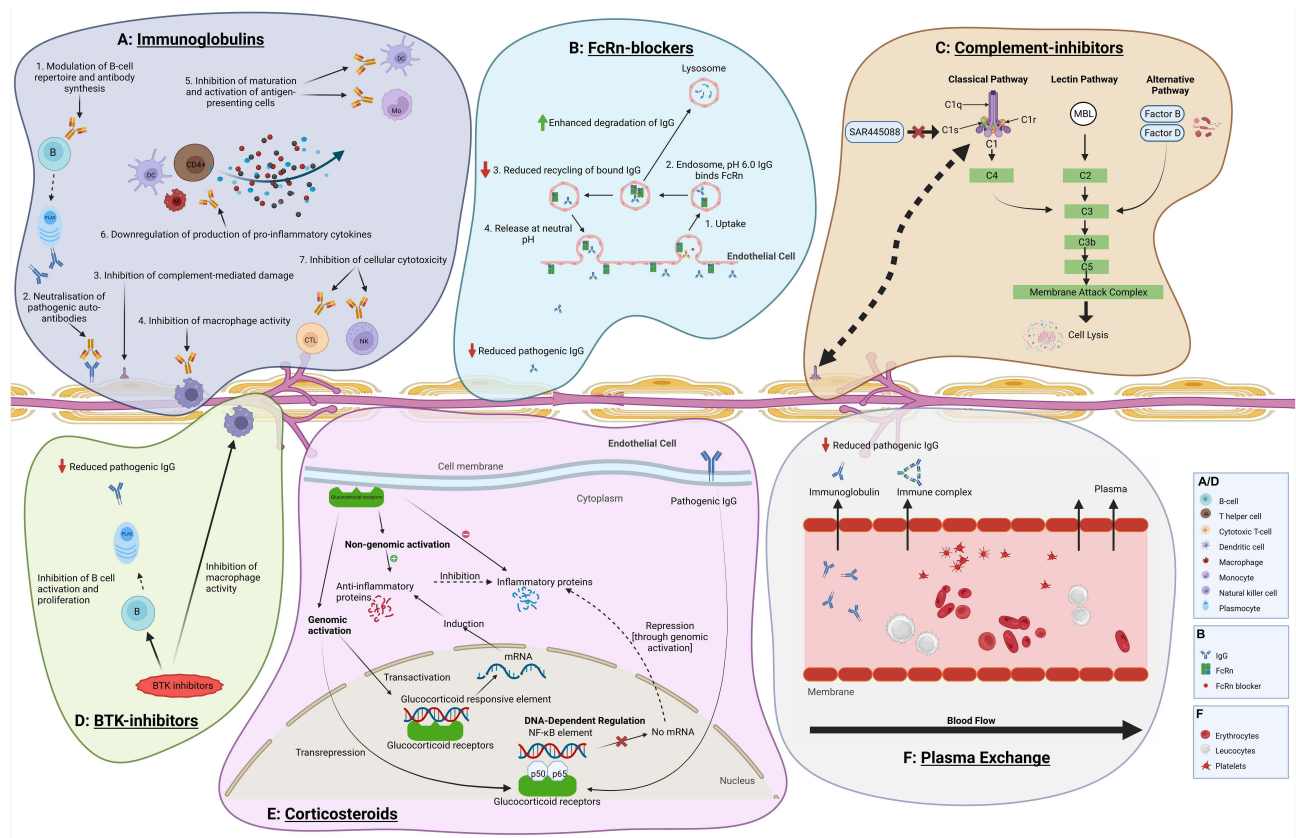 A: Immunoglobulins
1. Modulation of B-cell
repertoire and antibody
synthesis
5. Inhibition of maturation
and activation of antigen-
presenting cells
DC
Mo
B
DC
CD4+
M
PLAS
6. Downregulation of production of pro-inflammatory cytokines
3. Inhibition of complement-mediated damage
7. Inhibition of cellular cytotoxicity
2. Neutralisation of
pathogenic auto-
antibodies
4. Inhibition of macrophage activity
CTL
NK
B: FcRn-blockers
Lysosome
Enhanced degradation of IgG
3. Reduced recycling of bound IgG
2. Endosome, pH 6.0 IgG
binds FcRn
4. Release at neutral
pH
1. Uptake
Endothelial Cell
Reduced pathogenic IgG
C: Complement-inhibitors
Classical Pathway
Lectin Pathway
Alternative
Pathway
C1q
C1s
C1r
C1
SAR445088
MBL
Factor B
Factor D
C4
C2
C3
C3b
C5
Membrane Attack Complex
Cell Lysis
Reduced pathogenic IgG
PLAS
Inhibition of B cell
activation and
proliferation
B
Inhibition of
macrophage
activity
BTK inhibitors
D: BTK-inhibitors
Endothelial Cell
Cell membrane
Cytoplasm
Glucocorticoid receptors
Pathogenic IgG
Non-genomic activation
Anti-inflammatory
proteins
Inhibition
Inflammatory proteins
Genomic
activation
Induction
Repression
[through genomic
activation]
mRNA
Transactivation
Glucocorticoid responsive element
Glucocorticoid receptors
DNA-Dependent Regulation
NF-κB element
No mRNA
Transrepression
p50
p65
Glucocorticoid receptors
Nucleus
E: Corticosteroids
Reduced pathogenic IgG
Immunoglobulin
Immune complex
Plasma
Membrane
Blood Flow
F: Plasma Exchange
A/D
B-cell
T helper cell
Cytotoxic T-cell
Dendritic cell
Macrophage
Monocyte
Natural killer cell
Plasmocyte
B
IgG
FcRn
FcRn blocker
F
Erythrocytes
Leucocytes
Platelets